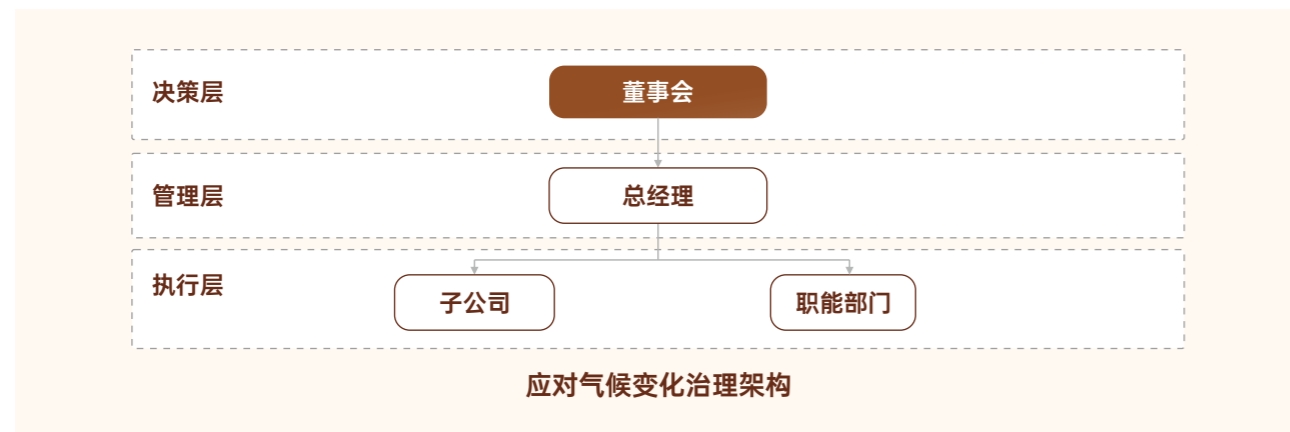 决策层
董事会
管理层
总经理
执行层
子公司
职能部门
应对气候变化治理架构